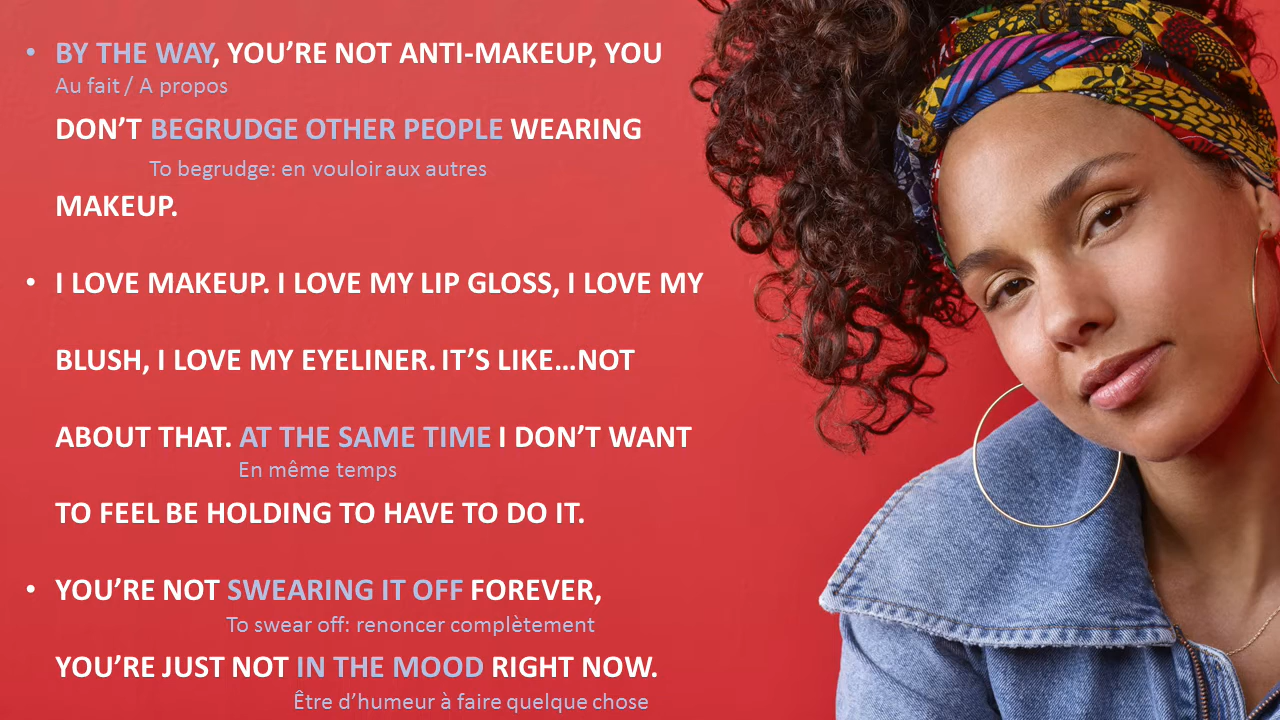 • BY THE WAY, YOU’RE NOT ANTI-MAKEUP, YOU
Au fait / A propos
DON’T BEGRUDGE OTHER PEOPLE WEARING
To begrudge: en vouloir aux autres
MAKEUP.
• I LOVE MAKEUP. I LOVE MY LIP GLOSS, I LOVE MY
BLUSH, I LOVE MY EYELINER. IT’S LIKE…NOT
ABOUT THAT. AT THE SAME TIME I DON’T WANT
En même temps
TO FEEL BE HOLDING TO HAVE TO DO IT.
• YOU’RE NOT SWEARING IT OFF FOREVER,
To swear off: renoncer complètement
YOU’RE JUST NOT IN THE MOOD RIGHT NOW.
Être d’humeur à faire quelque chose